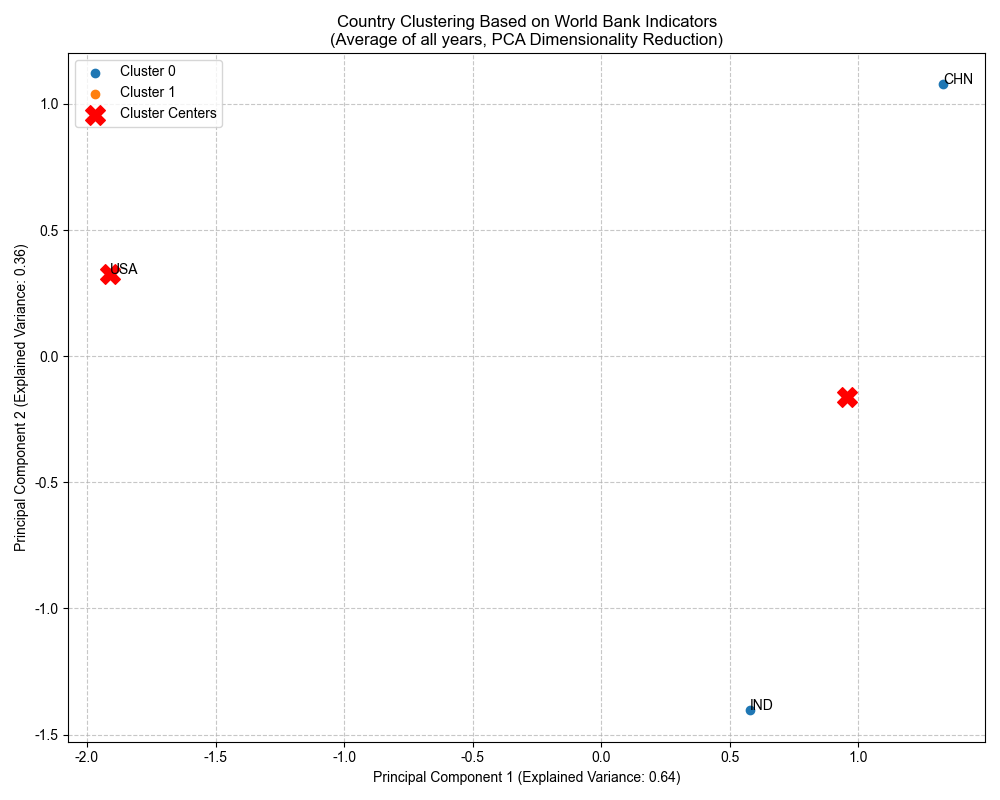 Country Clustering Based on World Bank Indicators
(Average of all years, PCA Dimensionality Reduction)
Cluster 0
Cluster 1
Cluster Centers
CHN
USA
IND
1.0
0.5
0.0
-0.5
-1.0
-1.5
Principal Component 2 (Explained Variance: 0.36)
-2.0
-1.5
-1.0
-0.5
0.0
0.5
1.0
Principal Component 1 (Explained Variance: 0.64)